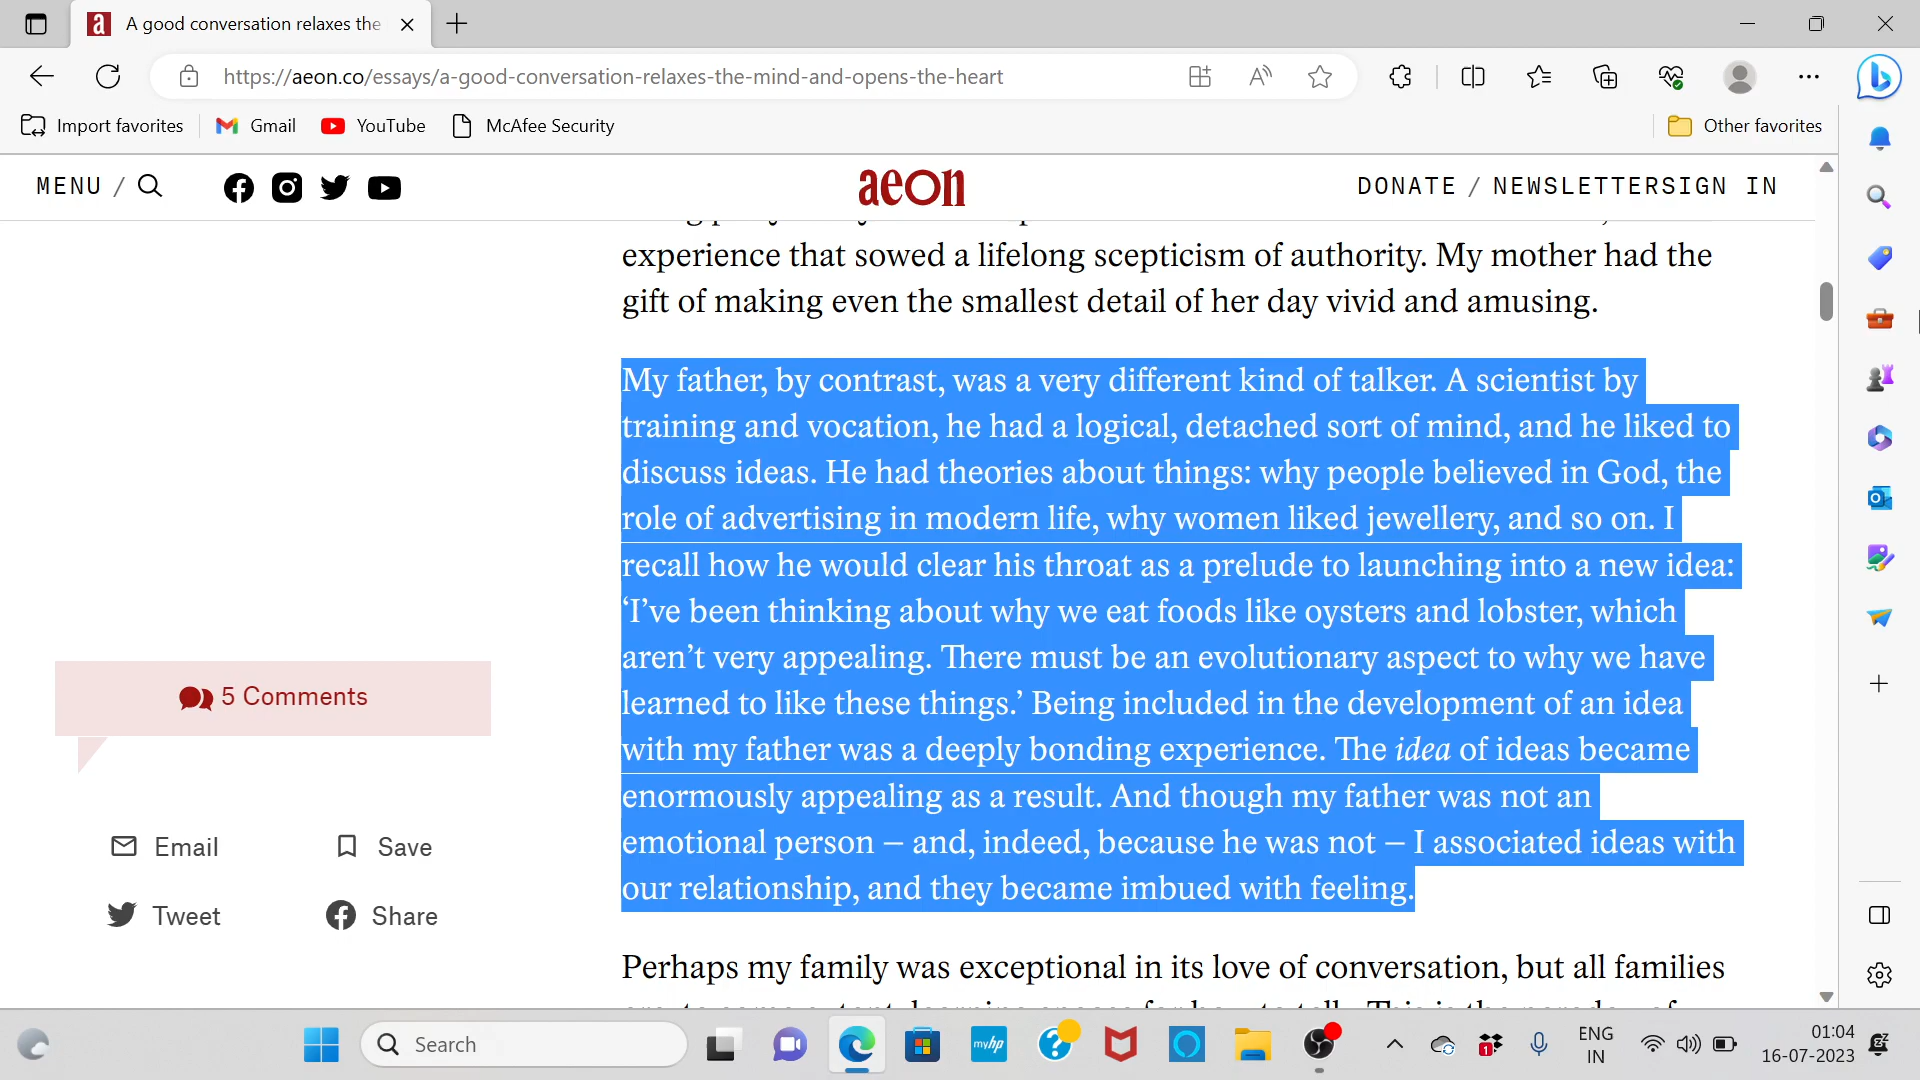 A good conversation relaxes the
https://aeon.co/essays/a-good-conversation-relaxes-the-mind-and-opens-the-heart
Import favorites
Gmail
YouTube
McAfee Security
Other favorites
MENU /
aeon
DONATE / NEWSLETTERSIGN IN
experience that sowed a lifelong scepticism of authority. My mother had the
gift of making even the smallest detail of her day vivid and amusing.
My father, by contrast, was a very different kind of talker. A scientist by
training and vocation, he had a logical, detached sort of mind, and he liked to
discuss ideas. He had theories about things: why people believed in God, the
role of advertising in modern life, why women liked jewellery, and so on. I
recall how he would clear his throat as a prelude to launching into a new idea:
‘I’ve been thinking about why we eat foods like oysters and lobster, which
aren’t very appealing. There must be an evolutionary aspect to why we have
learned to like these things.’ Being included in the development of an idea
with my father was a deeply bonding experience. The idea of ideas became
enormously appealing as a result. And though my father was not an
emotional person – and, indeed, because he was not – I associated ideas with
our relationship, and they became imbued with feeling.
Perhaps my family was exceptional in its love of conversation, but all families
5 Comments
Email
Save
Tweet
Share
Search
myhp
1
ENG
IN
01:04
16-07-2023